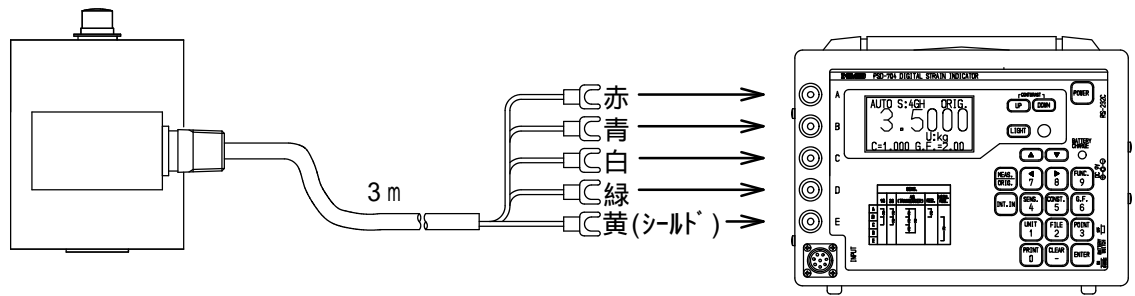 赤
青
白
緑
黄(ｼｰﾙﾄﾞ)
3m
PSD-704 DIGITAL STRAIN INDICATOR
A
B
C
D
E
AUTO S:4GH ORIG.
3.5000
U:kg
C=1.000 G.F.=2.00
CONTRAST
UP
DOWN
POWER
RS-232C
LIGHT
BATTERY
CHARGE
▲
▼
MEAS.
ORIG.
7
8
FUNC.
9
INT.IN
SENS.
4
CONST.
5
G.F.
6
UNIT
1
FILE
2
POINT
3
PRINT
0
CLEAR
-
ENTER
INPUT